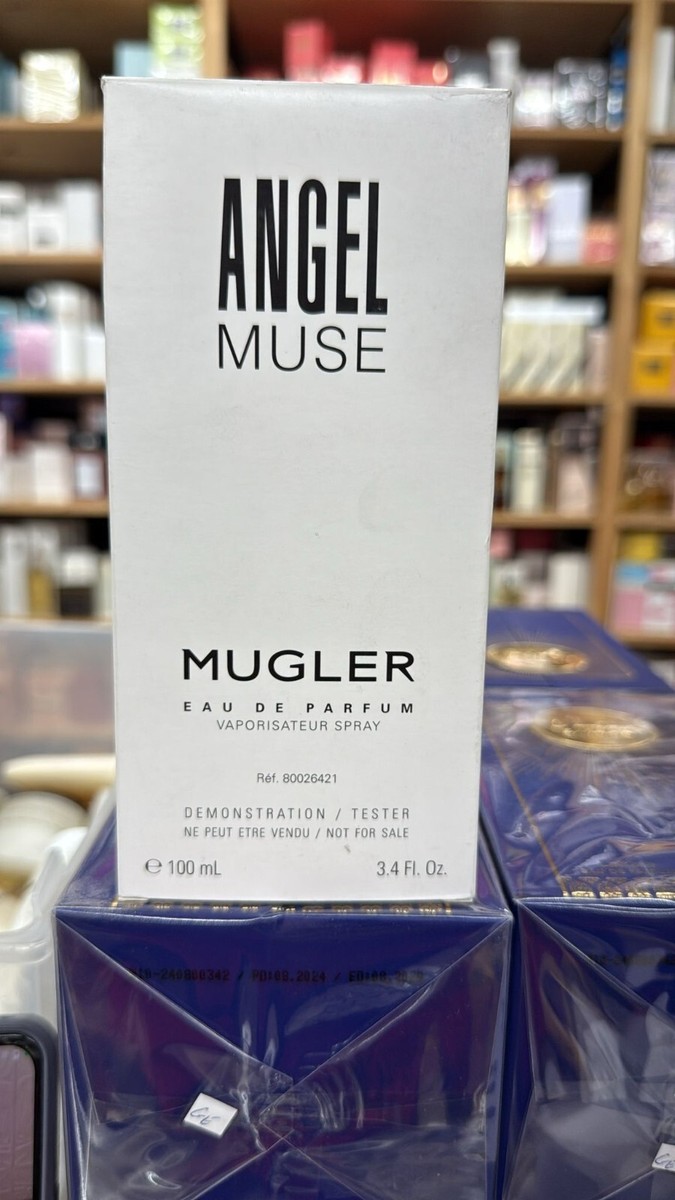 ANGEL
MUSE
MUGLER
EAU DE PARFUM
VAPORISATEUR SPRAY
Réf. 80026421
DEMONSTRATION / TESTER
NE PEUT ETRE VENDU / NOT FOR SALE
℮ 100 mL
3.4 Fl. Oz.